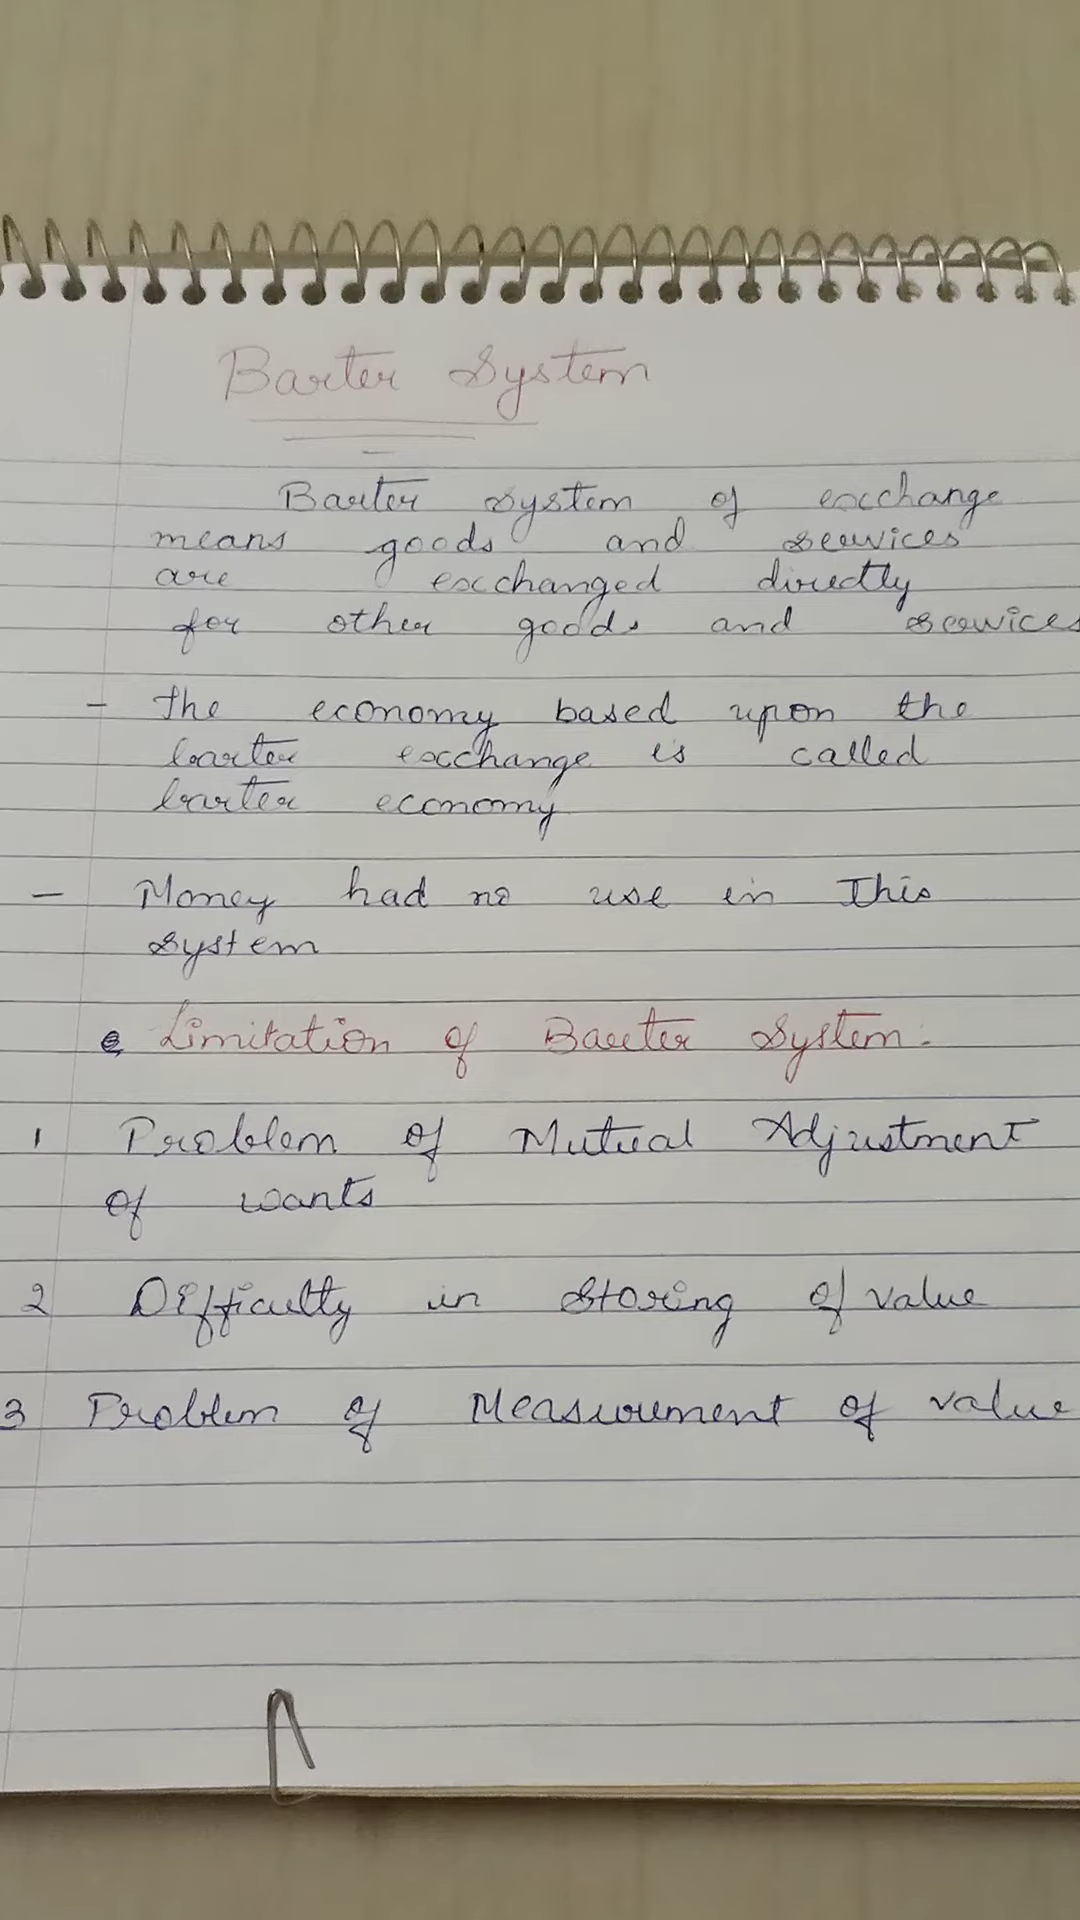 Barter System
Barter System of exchange
means goods and services
are exchanged directly
for other goods and services
- The economy based upon the
barter exchange is called
barter economy
- Money had no use in This
System
Limitation of Barter System.
1 Problem of Mutual Adjustment
of wants
2 Difficulty in Storing of value
3 Problem of Measurement of value